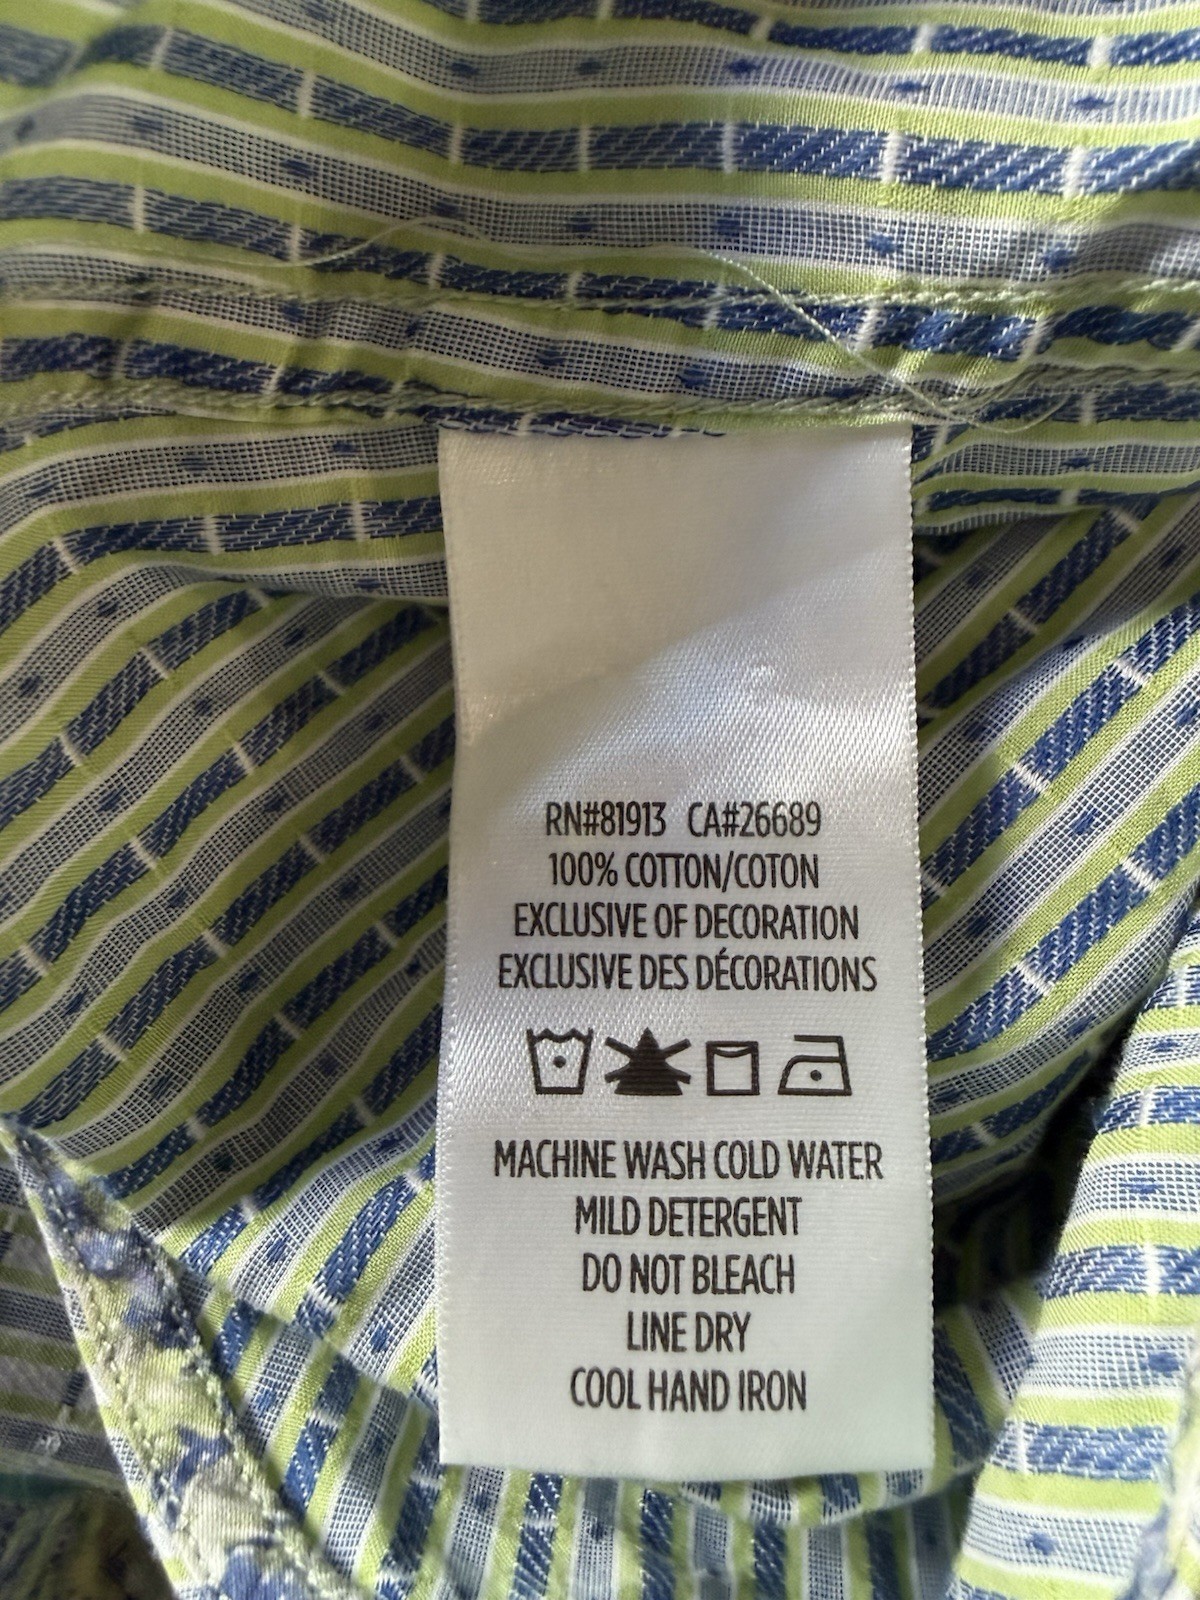 RN#81913 CA#26689
100% COTTON/COTON
EXCLUSIVE OF DECORATION
EXCLUSIVE DES DÉCORATIONS
MACHINE WASH COLD WATER
MILD DETERGENT
DO NOT BLEACH
LINE DRY
COOL HAND IRON